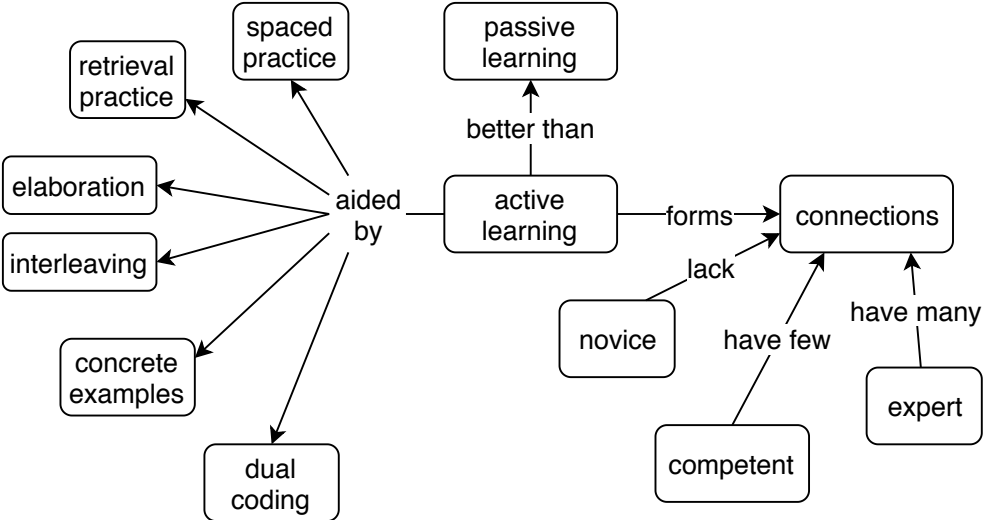 spaced
practice
passive
learning
retrieval
practice
better than
elaboration
aided
by
active
learning
forms
connections
interleaving
lack
novice
have few
have many
concrete
examples
expert
competent
dual
coding